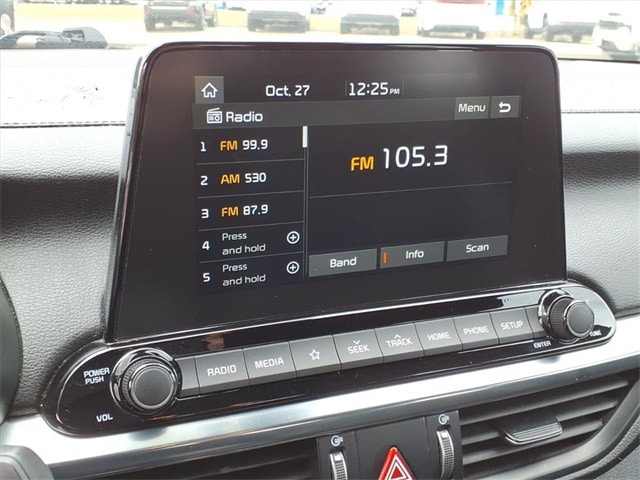 Oct. 27 12:25 PM
Radio Menu
1 FM 99.9
2 AM 530
3 FM 87.9
4 Press and hold
5 Press and hold
FM 105.3
Band Info Scan
POWER
PUSH
VOL
RADIO MEDIA SEEK TRACK HOME PHONE SETUP
ENTER
TUNE